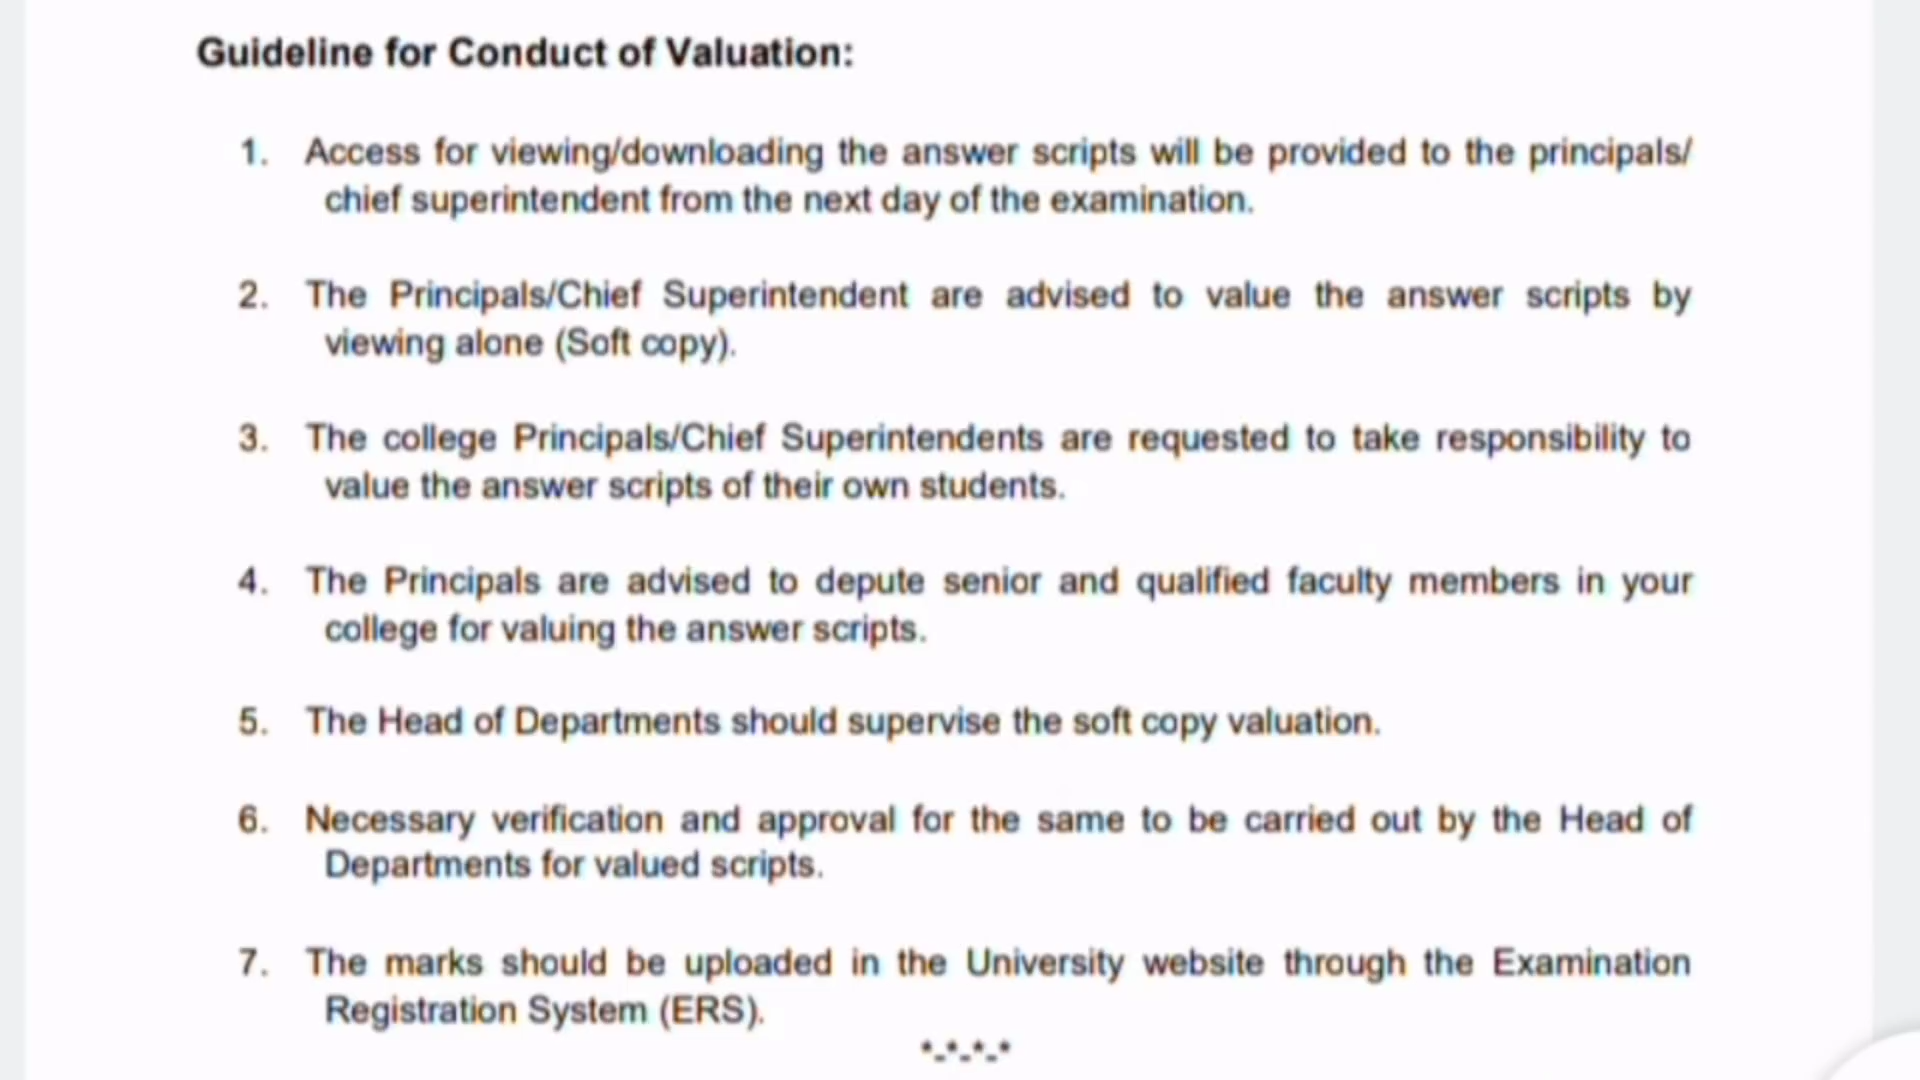 Guideline for Conduct of Valuation:
1. Access for viewing/downloading the answer scripts will be provided to the principals/
chief superintendent from the next day of the examination.
2. The Principals/Chief Superintendent are advised to value the answer scripts by
viewing alone (Soft copy).
3. The college Principals/Chief Superintendents are requested to take responsibility to
value the answer scripts of their own students.
4. The Principals are advised to depute senior and qualified faculty members in your
college for valuing the answer scripts.
5. The Head of Departments should supervise the soft copy valuation.
6. Necessary verification and approval for the same to be carried out by the Head of
Departments for valued scripts.
7. The marks should be uploaded in the University website through the Examination
Registration System (ERS).
*-*-*-*